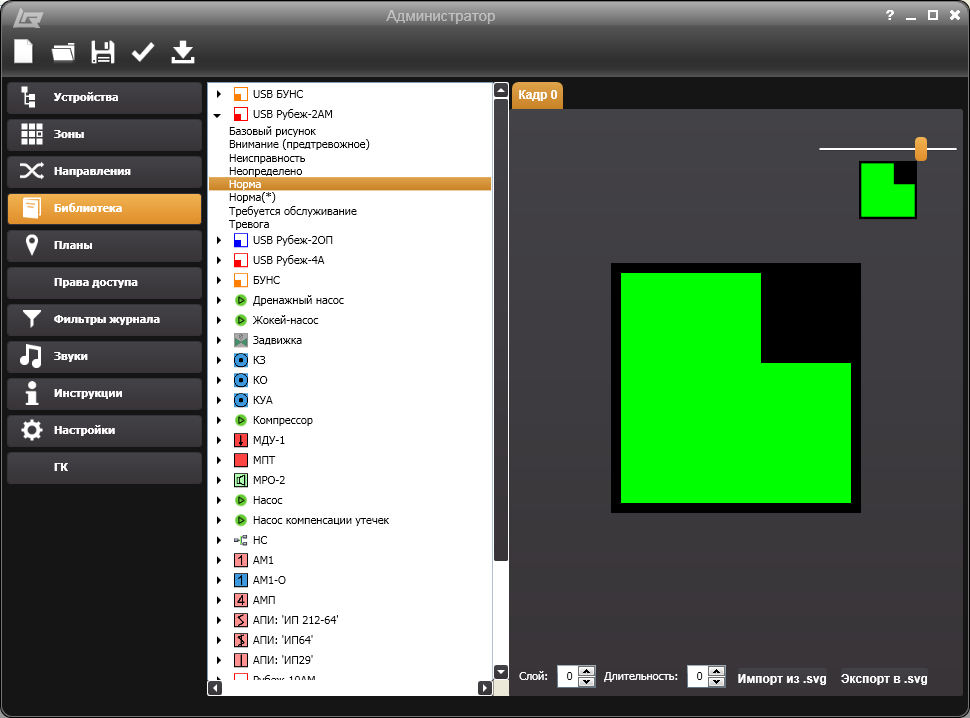 Администратор
?
Устройства
Зоны
Направления
Библиотека
Планы
Права доступа
Фильтры журнала
Звуки
Инструкции
Настройки
ГК
USB БУНС
USB Рубеж-2АМ
Базовый рисунок
Внимание (предтревожное)
Неисправность
Неопределено
Норма
Норма(*)
Требуется обслуживание
Тревога
USB Рубеж-2ОП
USB Рубеж-4А
БУНС
Дренажный насос
Жокей-насос
Задвижка
КЗ
КО
КУА
Компрессор
МДУ-1
МПТ
МРО-2
Насос
Насос компенсации утечек
НС
1 АМ1
1 АМ1-О
4 АМП
АПИ: 'ИП 212-64'
АПИ: 'ИП64'
АПИ: 'ИП29'
Рубеж-10АМ
Кадр 0
Слой: 0 Длительность: 0 Импорт из .svg Экспорт в .svg